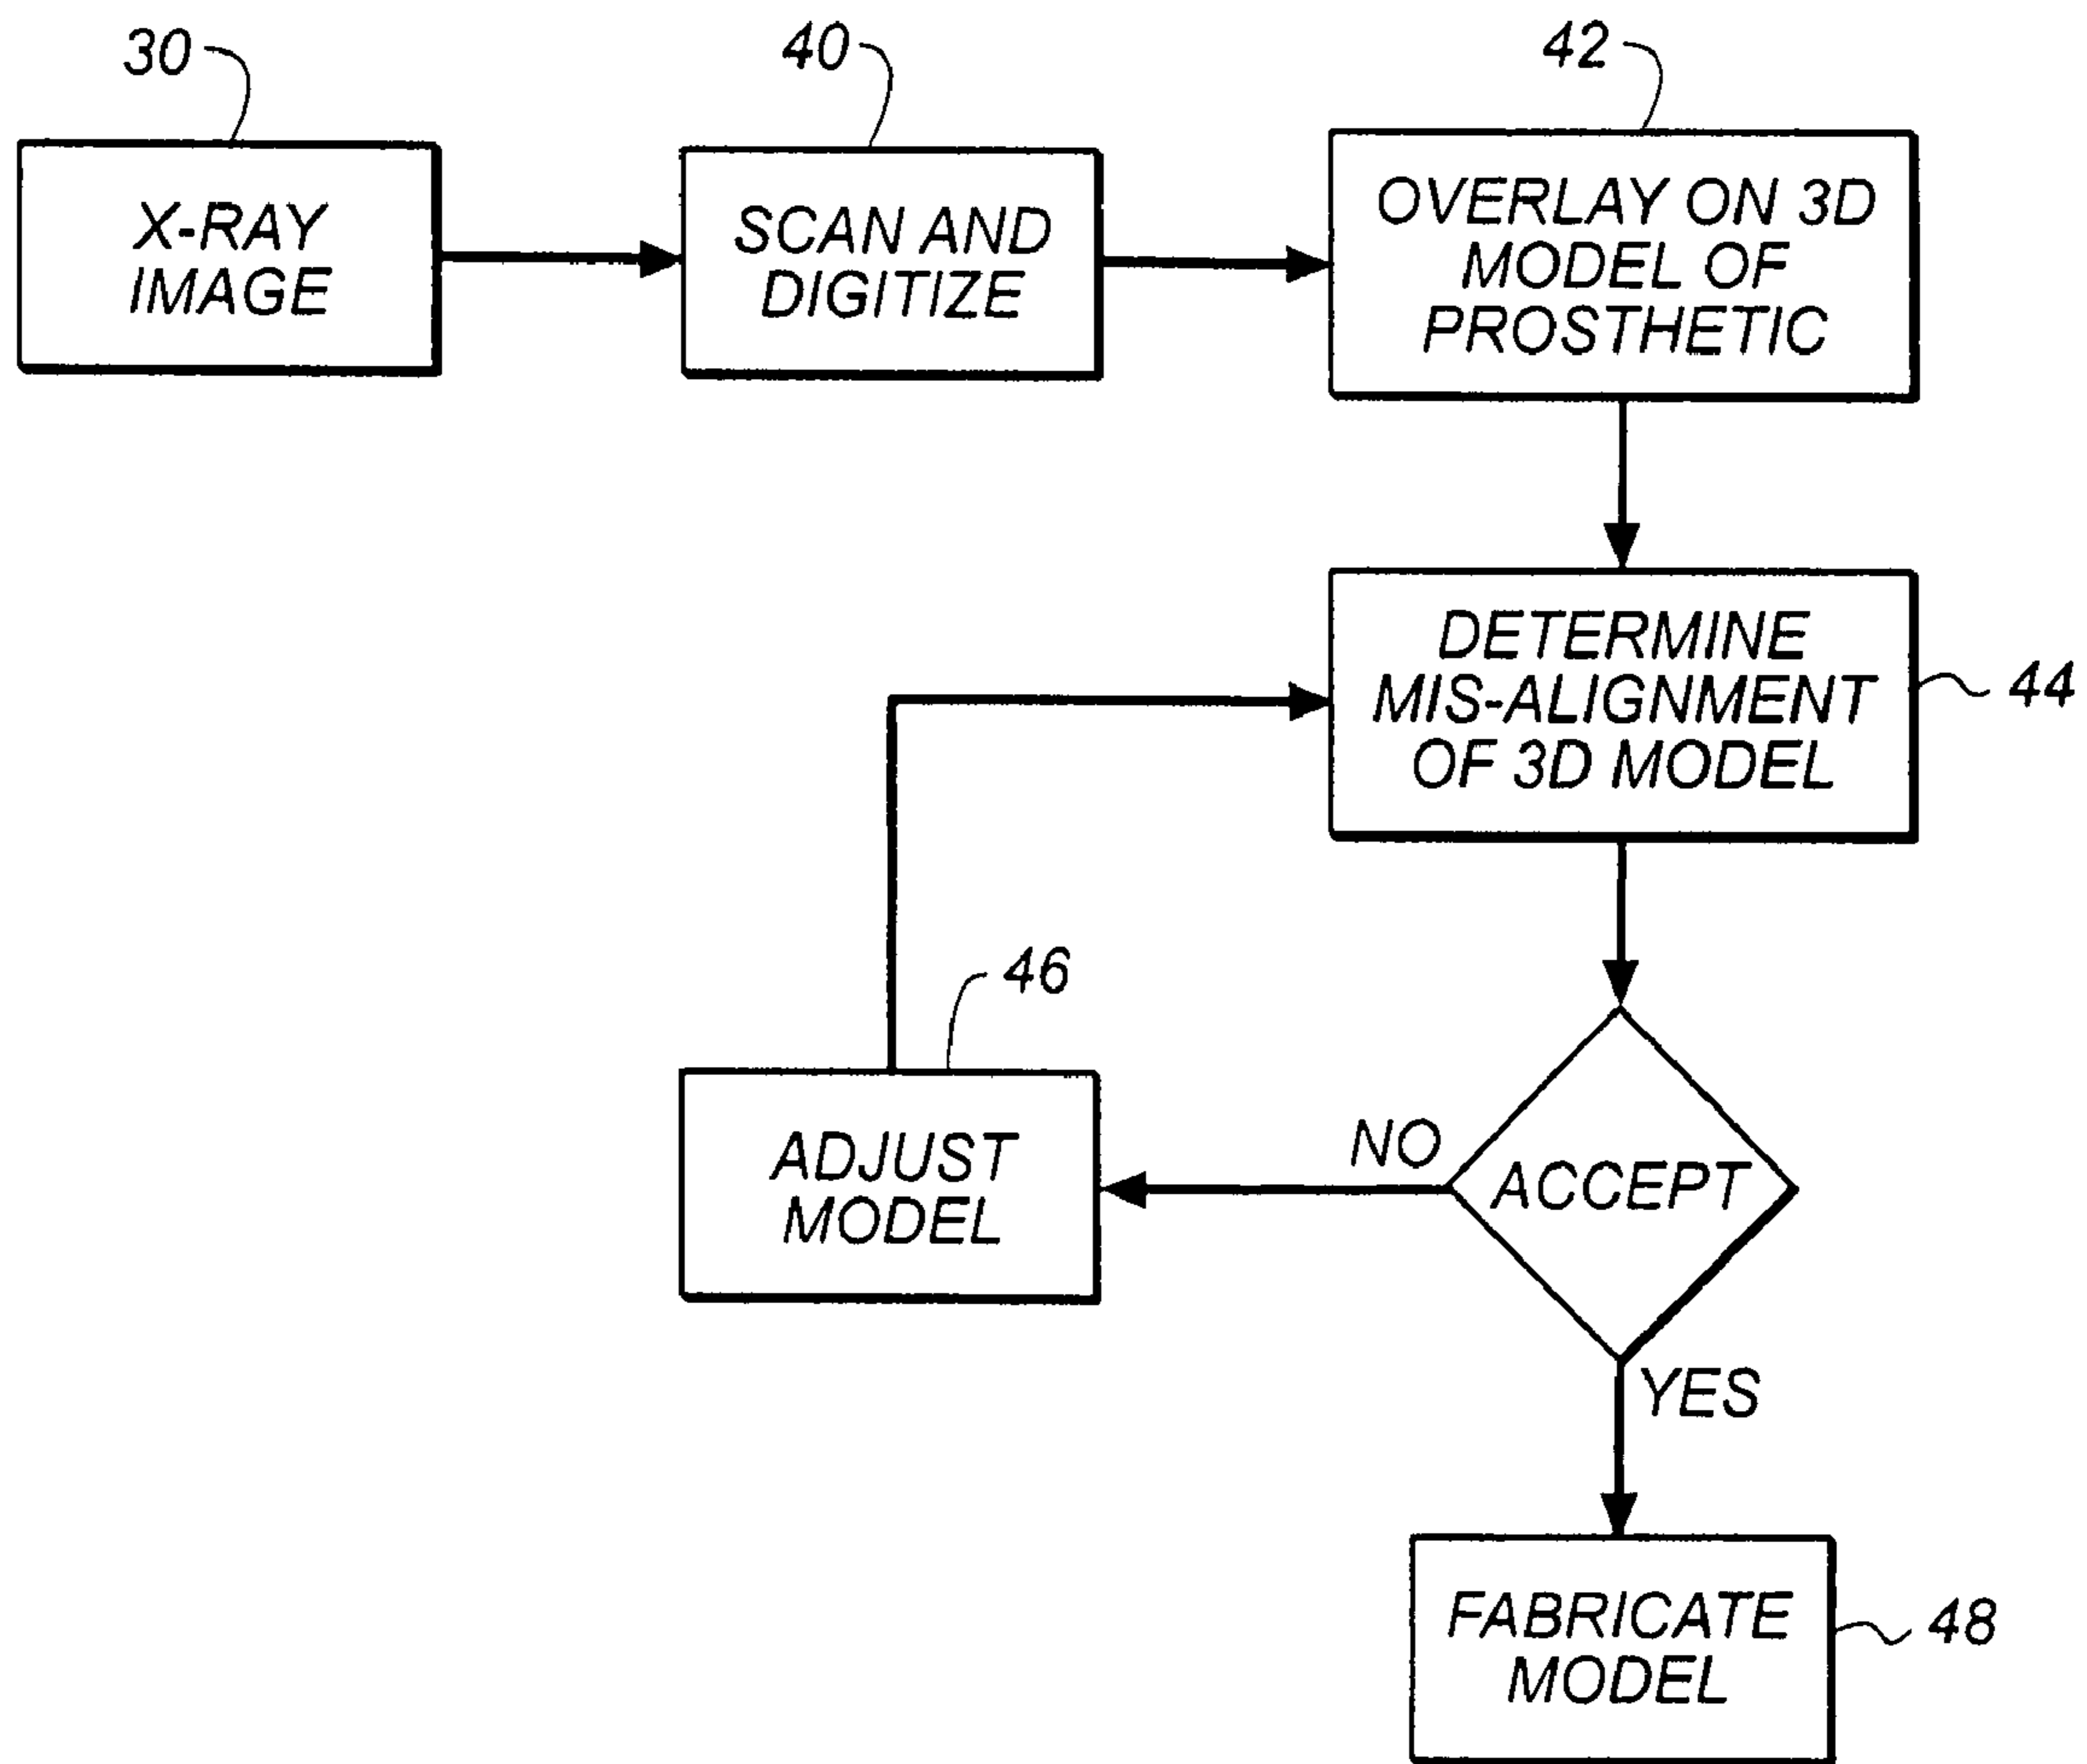 30
X-RAY
IMAGE
40
SCAN AND
DIGITIZE
42
OVERLAY ON 3D
MODEL OF
PROSTHETIC
DETERMINE
MIS-ALIGNMENT
OF 3D MODEL
44
46
ADJUST
MODEL
NO
ACCEPT
YES
FABRICATE
MODEL
48